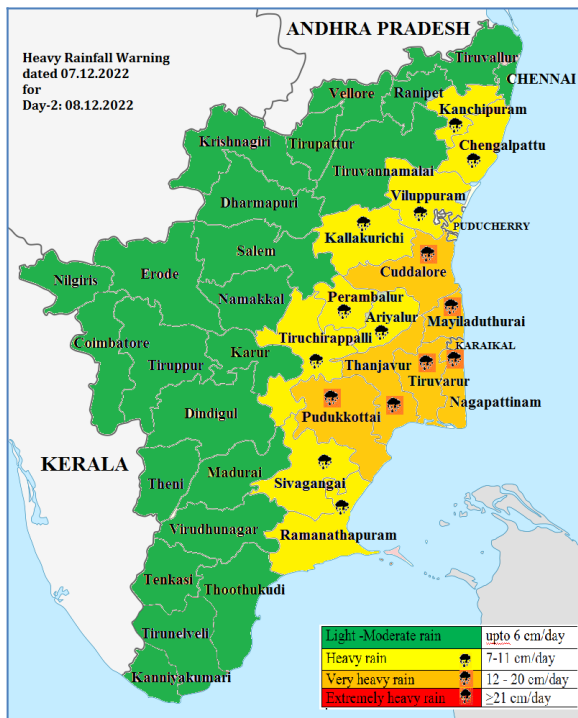 ANDHRA PRADESH
Heavy Rainfall Warning
dated 07.12.2022
for
Day-2: 08.12.2022
Tiruvallur
CHENNAI
Vellore
Ranipet
Kanchipuram
Krishnagiri
Tirupattur
Chengalpattu
Tiruvannamalai
Dharmapuri
Viluppuram
PUDUCHERRY
Kallakurichi
Salem
Cuddalore
Nilgiris
Erode
Namakkal
Perambalur
Ariyalur
Mayiladuthurai
Coimbatore
Tiruchirappalli
Karur
KARAIKAL
Tiruppur
Thanjavur
Tiruvarur
Nagapattinam
Dindigul
Pudukkottai
KERALA
Theni
Madurai
Sivagangai
Virudhunagar
Ramanathapuram
Tenkasi
Thoothukudi
Tirunelveli
Kanniyakumari
Light -Moderate rain upto 6 cm/day
Heavy rain 7-11 cm/day
Very heavy rain 12 - 20 cm/day
Extremely heavy rain ≥21 cm/day